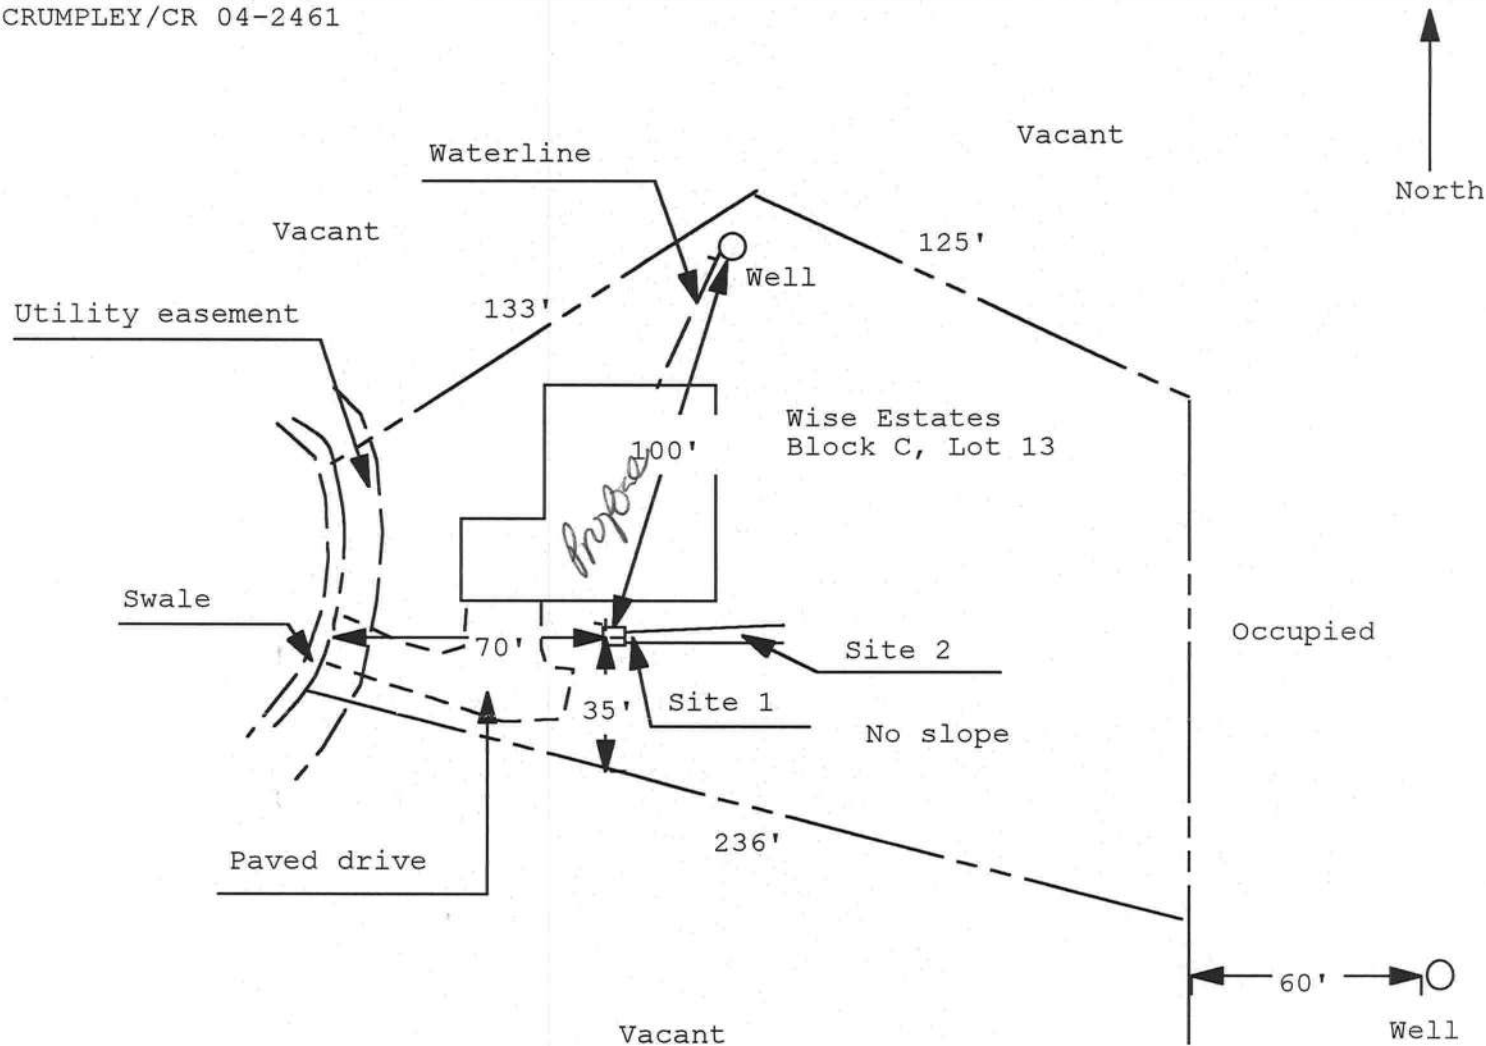 CRUMPLEY/CR 04-2461
Vacant
North
Waterline
Vacant
125'
Well
Utility easement
133'
Wise Estates
Block C, Lot 13
100'
Swale
70'
Site 2
Occupied
Site 1
35'
No slope
236'
Paved drive
60'
Well
Vacant